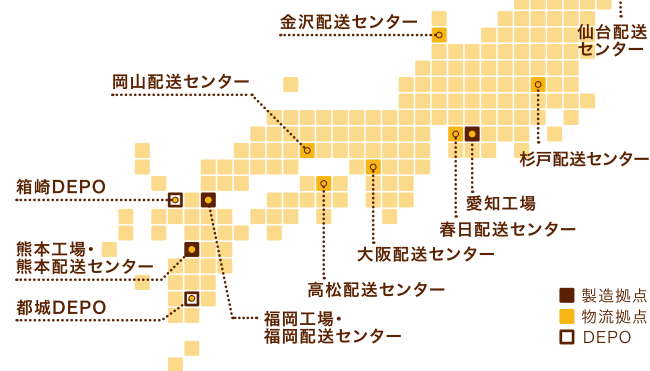 金沢配送センター
仙台配送
センター
岡山配送センター
杉戸配送センター
箱崎DEPO
愛知工場
春日配送センター
熊本工場・
熊本配送センター
大阪配送センター
高松配送センター
都城DEPO
福岡工場・
福岡配送センター
製造拠点
物流拠点
DEPO